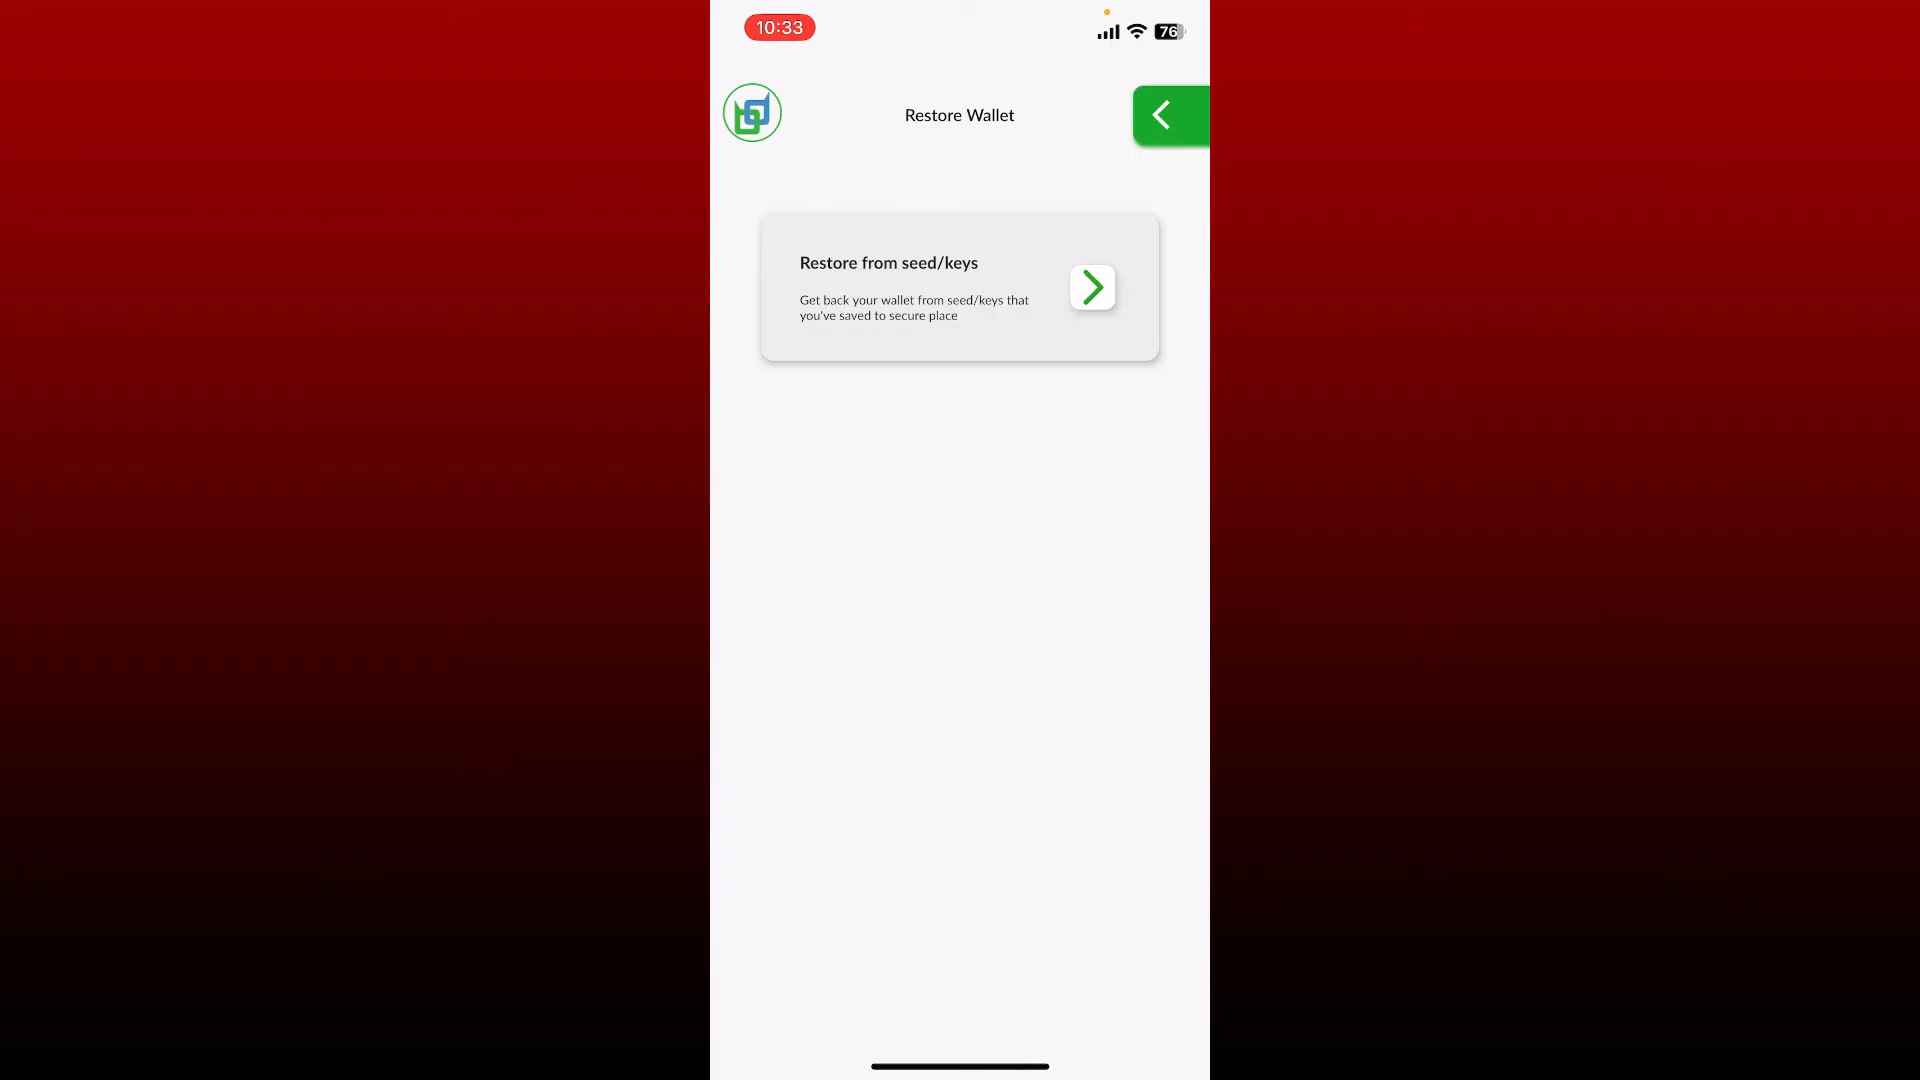 10:33
76
Restore Wallet
Restore from seed/keys
Get back your wallet from seed/keys that
you've saved to secure place